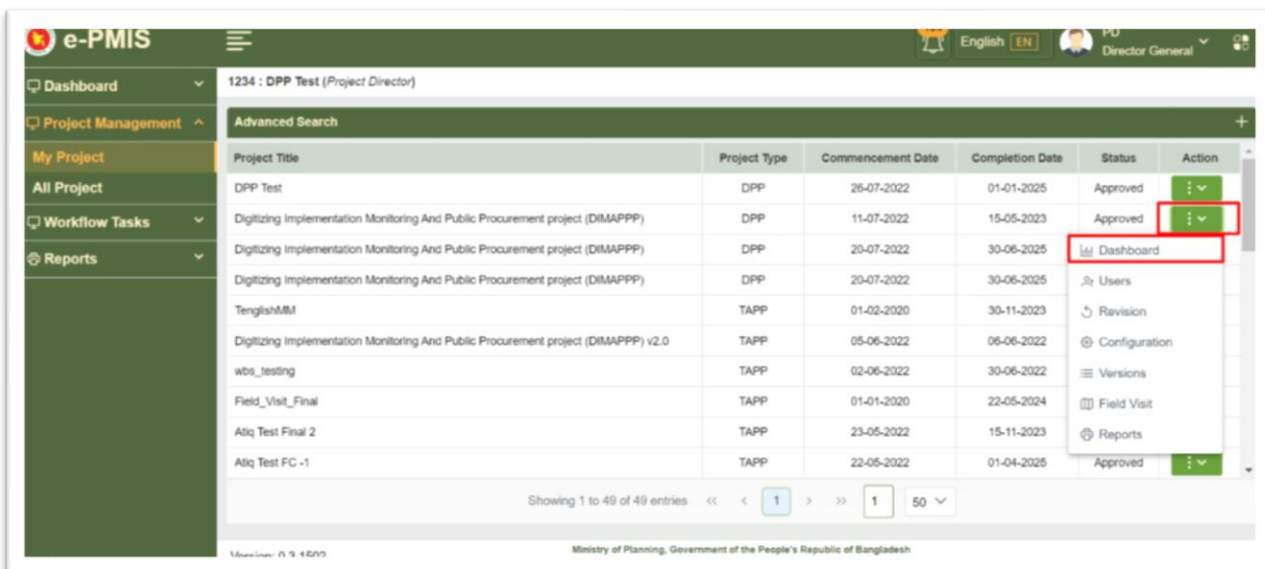 e-PMIS
English EN
PD
Director General
Dashboard
Project Management
My Project
All Project
Workflow Tasks
Reports
1234 : DPP Test (Project Director)
Advanced Search +
Project Title Project Type Commencement Date Completion Date Status Action
DPP Test DPP 26-07-2022 01-01-2025 Approved
Digitizing Implementation Monitoring And Public Procurement project (DIMAPPP) DPP 11-07-2022 15-05-2023 Approved
Digitizing Implementation Monitoring And Public Procurement project (DIMAPPP) DPP 20-07-2022 30-06-2025
Digitizing Implementation Monitoring And Public Procurement project (DIMAPPP) DPP 20-07-2022 30-06-2025
TenglishMM TAPP 01-02-2020 30-11-2023
Digitizing Implementation Monitoring And Public Procurement project (DIMAPPP) v2.0 TAPP 05-06-2022 06-06-2022
wbs_testing TAPP 02-06-2022 30-06-2022
Field_Visit_Final TAPP 01-01-2020 22-05-2024
Atiq Test Final 2 TAPP 23-05-2022 15-11-2023
Atiq Test FC -1 TAPP 22-05-2022 01-04-2025 Approved
Dashboard
Users
Revision
Configuration
Versions
Field Visit
Reports
Showing 1 to 49 of 49 entries << < 1 > >> 1 50
Version: 0.3.1502
Ministry of Planning, Government of the People's Republic of Bangladesh